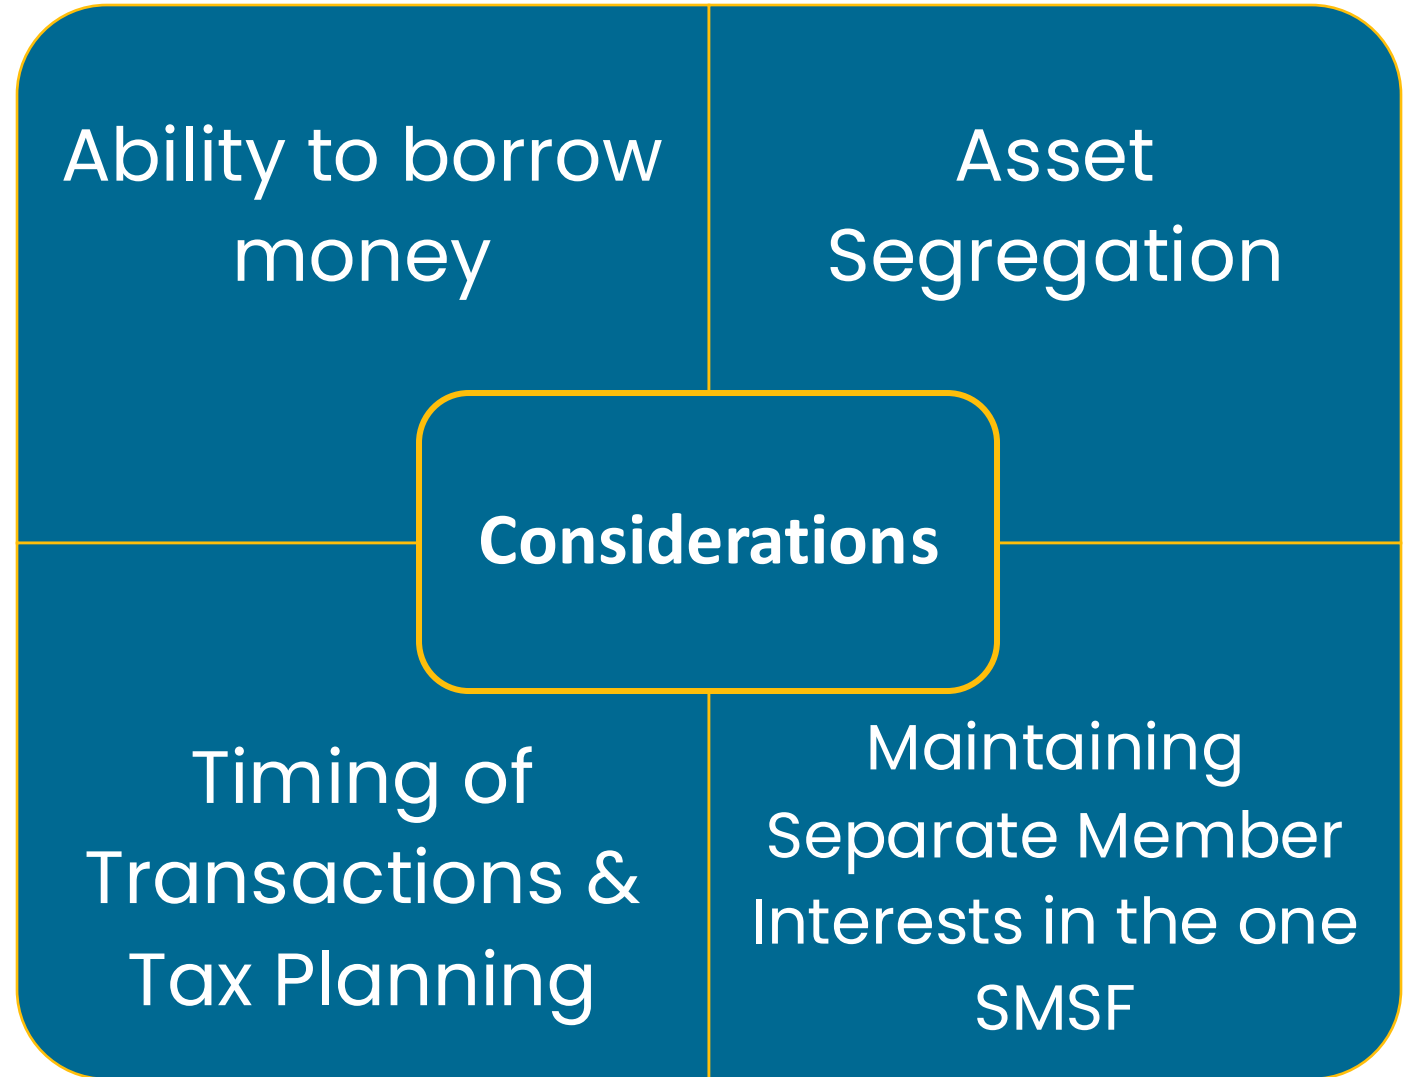 Ability to borrow
money
Asset
Segregation
Considerations
Timing of
Transactions &
Tax Planning
Maintaining
Separate Member
Interests in the one
SMSF